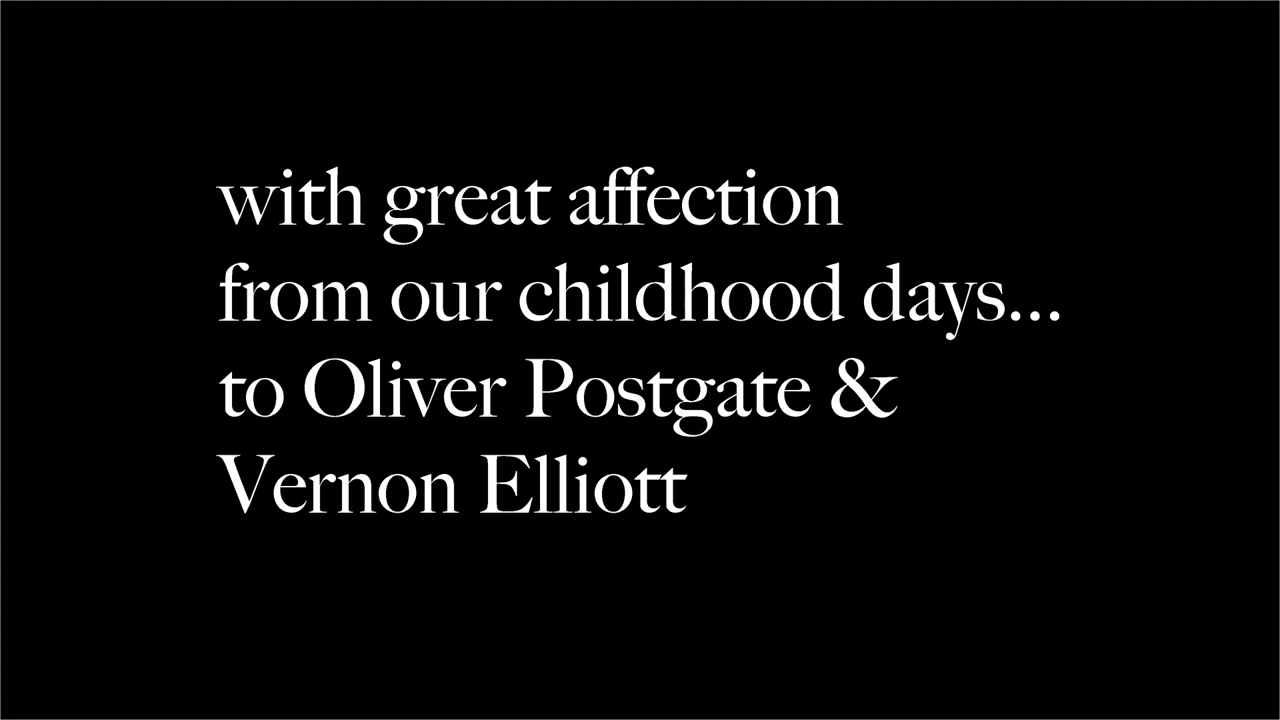 with great affection
from our childhood days...
to Oliver Postgate &
Vernon Elliott